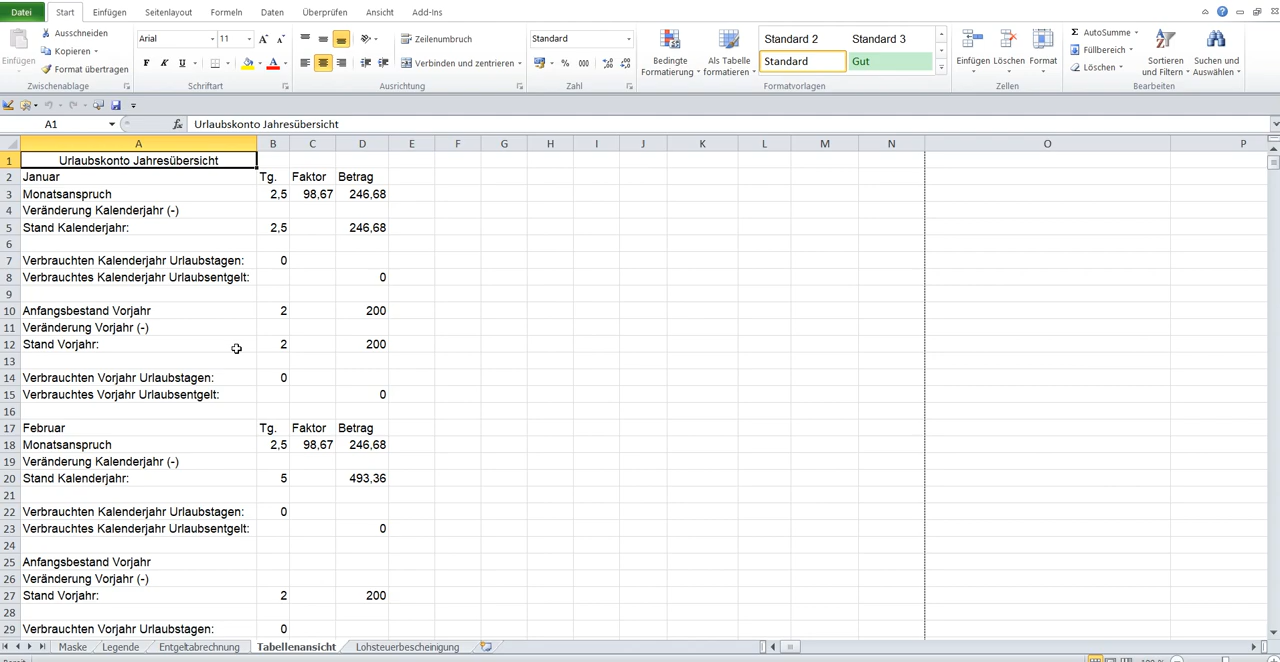 Datei Start Einfügen Seitenlayout Formeln Daten Überprüfen Ansicht Add-Ins
Einfügen
Ausschneiden
Kopieren
Format übertragen
Zwischenablage
Arial 11
F K U
Schriftart
Zeilenumbruch
Verbinden und zentrieren
Ausrichtung
Standard
% 000
Zahl
Bedingte Formatierung
Als Tabelle formatieren
Standard 2 Standard 3
Standard Gut
Formatvorlagen
Einfügen Löschen Format
Zellen
Σ AutoSumme
Füllbereich
Löschen
Sortieren und Filtern
Suchen und Auswählen
Bearbeiten
A1 fx Urlaubskonto Jahresübersicht
A B C D E F G H I J K L M N O P
1 Urlaubskonto Jahresübersicht
2 Januar Tg. Faktor Betrag
3 Monatsanspruch 2,5 98,67 246,68
4 Veränderung Kalenderjahr (-)
5 Stand Kalenderjahr: 2,5 246,68
6
7 Verbrauchten Kalenderjahr Urlaubstagen: 0
8 Verbrauchtes Kalenderjahr Urlaubsentgelt: 0
9
10 Anfangsbestand Vorjahr 2 200
11 Veränderung Vorjahr (-)
12 Stand Vorjahr: 2 200
13
14 Verbrauchten Vorjahr Urlaubstagen: 0
15 Verbrauchtes Vorjahr Urlaubsentgelt: 0
16
17 Februar Tg. Faktor Betrag
18 Monatsanspruch 2,5 98,67 246,68
19 Veränderung Kalenderjahr (-)
20 Stand Kalenderjahr: 5 493,36
21
22 Verbrauchten Kalenderjahr Urlaubstagen: 0
23 Verbrauchtes Kalenderjahr Urlaubsentgelt: 0
24
25 Anfangsbestand Vorjahr
26 Veränderung Vorjahr (-)
27 Stand Vorjahr: 2 200
28
29 Verbrauchten Vorjahr Urlaubstagen: 0
Maske Legende Entgeltabrechnung Tabellenansicht Lohsteuerbescheinigung